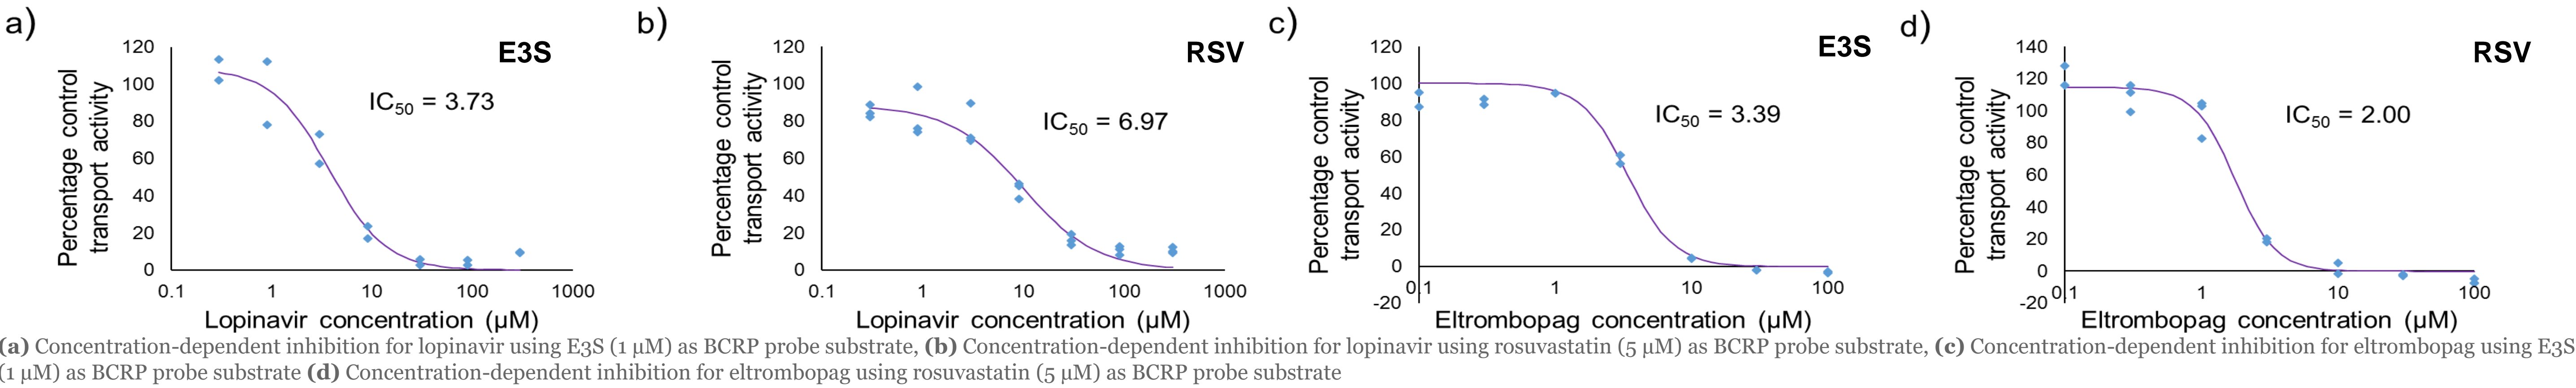 a)
E3S
Percentage control
transport activity
120
100
80
60
40
20
0
IC50 = 3.73
0.1 1 10 100 1000
Lopinavir concentration (µM)
b)
RSV
Percentage control
transport activity
120
100
80
60
40
20
0
IC50 = 6.97
0.1 1 10 100 1000
Lopinavir concentration (µM)
c)
E3S
Percentage control
transport activity
120
100
80
60
40
20
0
-20
IC50 = 3.39
0.1 1 10 100
Eltrombopag concentration (µM)
d)
RSV
Percentage control
transport activity
140
120
100
80
60
40
20
0
-20
IC50 = 2.00
0.1 1 10 100
Eltrombopag concentration (µM)
(a) Concentration-dependent inhibition for lopinavir using E3S (1 µM) as BCRP probe substrate, (b) Concentration-dependent inhibition for lopinavir using rosuvastatin (5 µM) as BCRP probe substrate, (c) Concentration-dependent inhibition for eltrombopag using E3S
(1 µM) as BCRP probe substrate (d) Concentration-dependent inhibition for eltrombopag using rosuvastatin (5 µM) as BCRP probe substrate